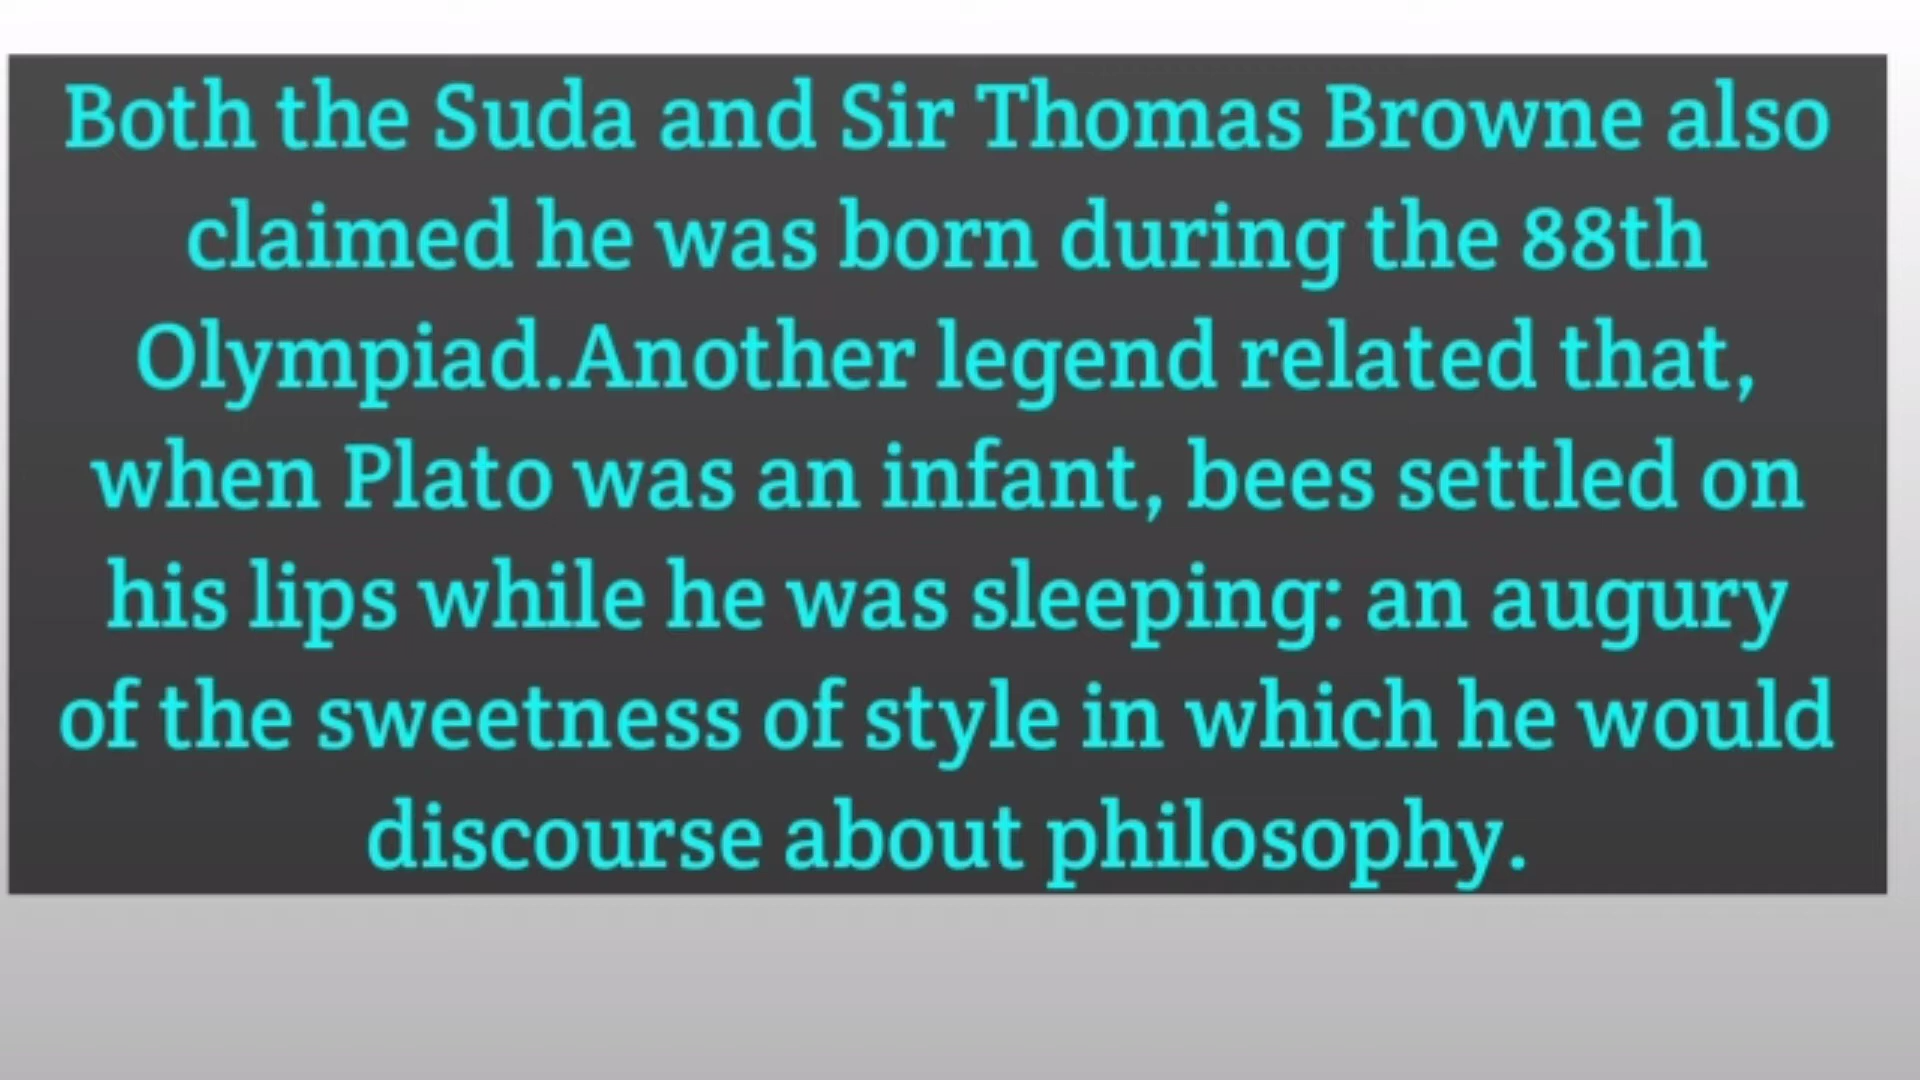 Both the Suda and Sir Thomas Browne also
claimed he was born during the 88th
Olympiad.Another legend related that,
when Plato was an infant, bees settled on
his lips while he was sleeping: an augury
of the sweetness of style in which he would
discourse about philosophy.